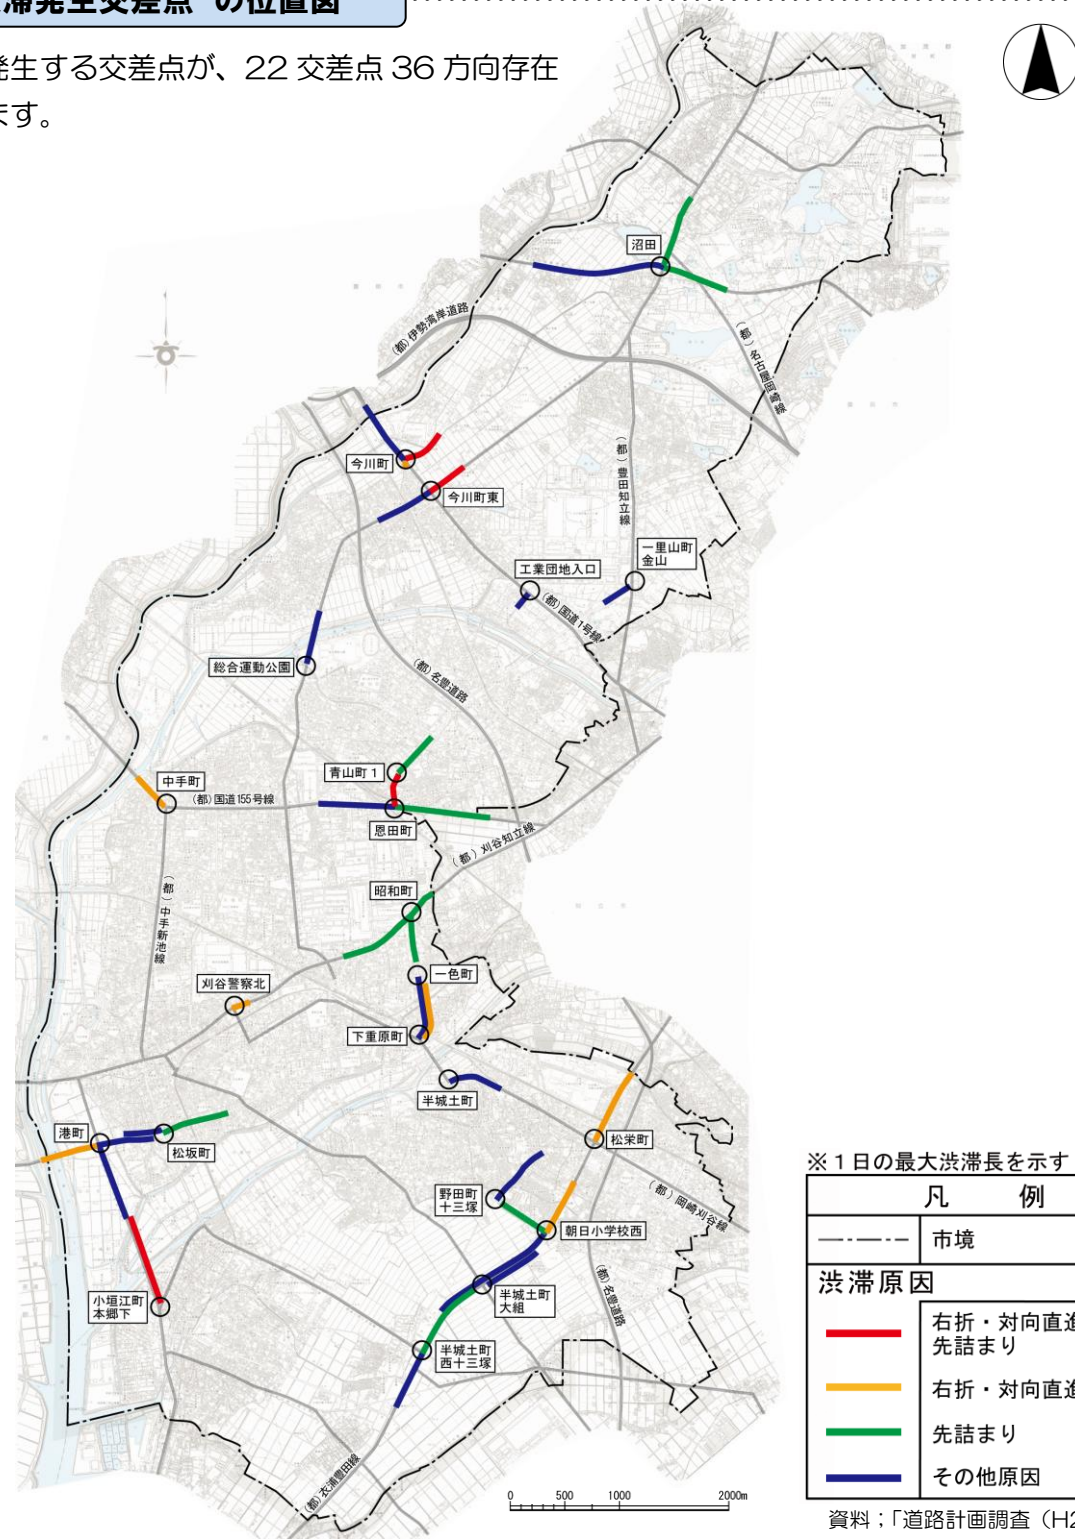 滞発生交差点 の位置図
発生する交差点が、22 交差点 36 方向存在
ます。
沼田
(都)伊勢湾岸道路
(都)名古屋岡崎線
(都)豊田知立線
今川町
今川町東
一里山町
金山
工業団地入口
(都)国道1号線
総合運動公園
(都)名豊道路
青山町1
中手町
(都)国道155号線
恩田町
(都)刈谷知立線
昭和町
(都)中手新池線
一色町
刈谷警察北
下重原町
半城土町
港町
松坂町
松栄町
野田町
十三塚
(都)岡崎刈谷線
朝日小学校西
小垣江町
本郷下
半城土町
大組
(都)名豊道路
半城土町
西十三塚
(都)衣浦豊田線
0 500 1000 2000m
※1日の最大渋滞長を示す
凡 例
市境
渋滞原因
右折・対向直進
先詰まり
右折・対向直進
先詰まり
その他原因
資料;「道路計画調査(H2